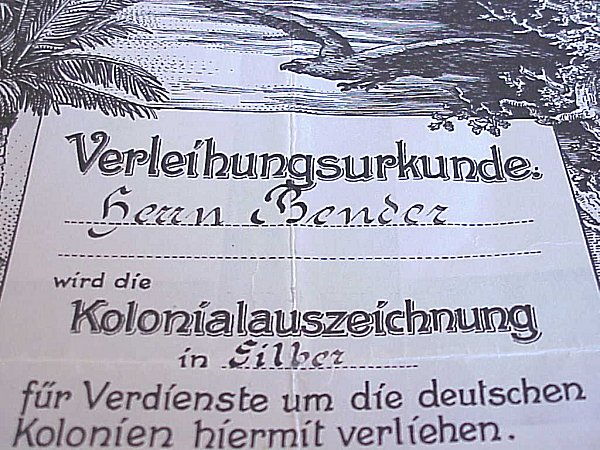 Verleihungsurkunde:
Herrn Bender
wird die
Kolonialauszeichnung
in Silber
für Verdienste um die deutschen
Kolonien hiermit verliehen.